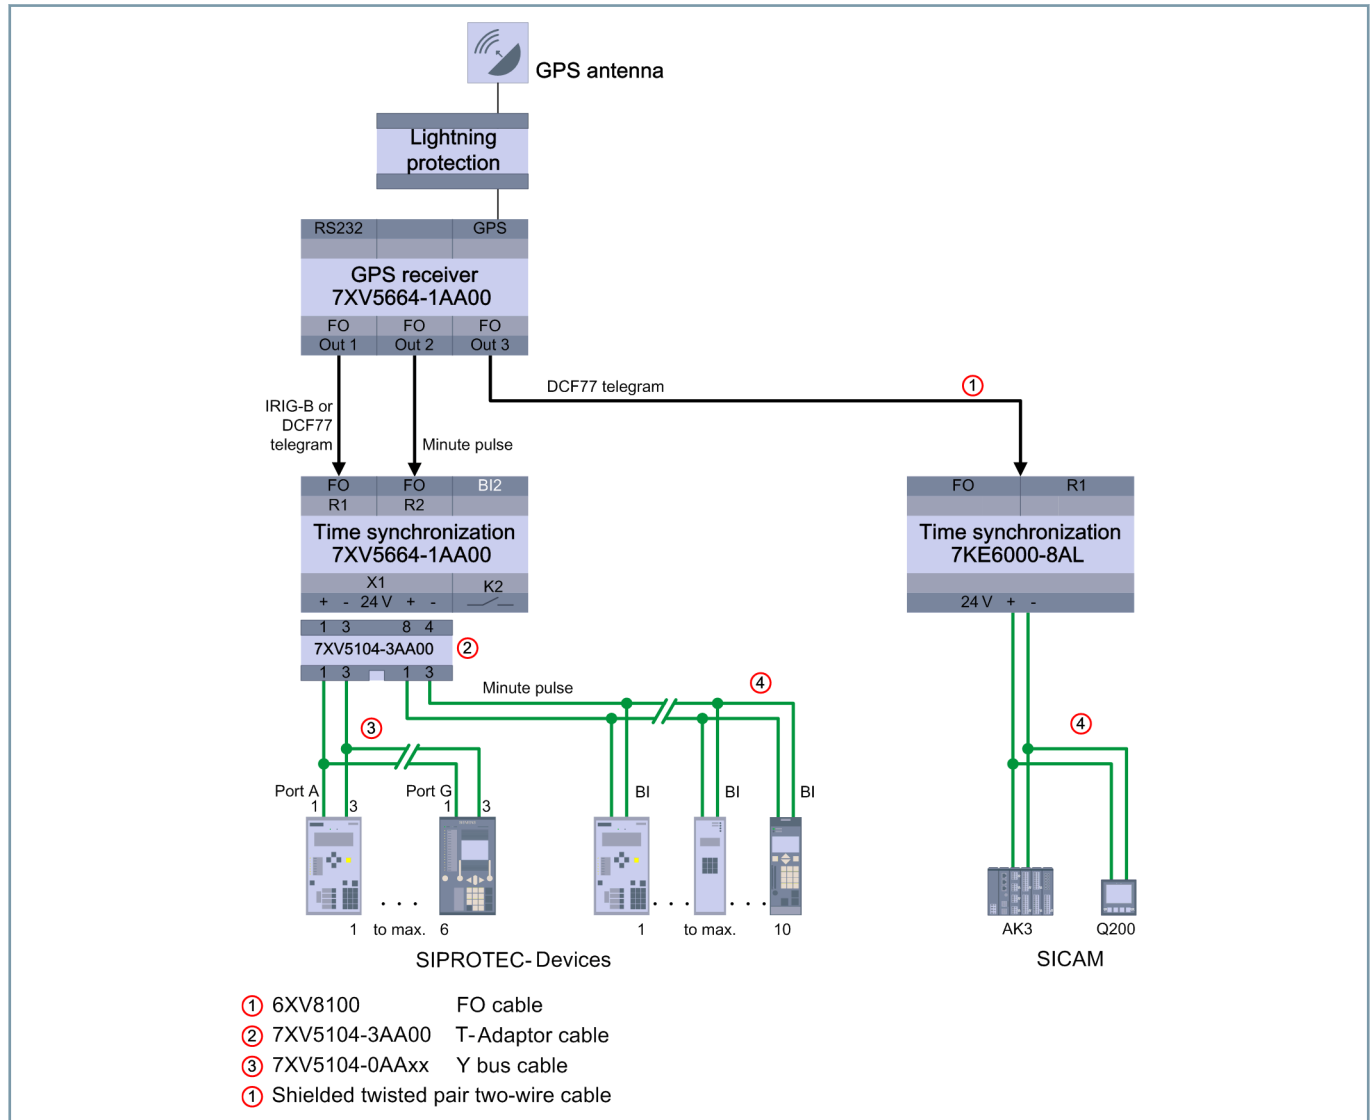 GPS antenna
Lightning
protection
RS232 GPS
GPS receiver
7XV5664-1AA00
FO FO FO
Out 1 Out 2 Out 3
DCF77 telegram
1
IRIG-B or
DCF77
telegram
Minute pulse
FO FO BI2
R1 R2
Time synchronization
7XV5664-1AA00
X1
K2
+ - 24 V + -
FO R1
Time synchronization
7KE6000-8AL
24 V + -
1 3 8 4
7XV5104-3AA00
2
1 3 1 3
Minute pulse
4
3
4
Port A
1 3
Port G
1 3
BI BI BI
. . . . . . . . . .
1 to max. 6
1 to max. 10
AK3 Q200
SIPROTEC-Devices
SICAM
1 6XV8100 FO cable
2 7XV5104-3AA00 T-Adaptor cable
3 7XV5104-0AAxx Y bus cable
1 Shielded twisted pair two-wire cable